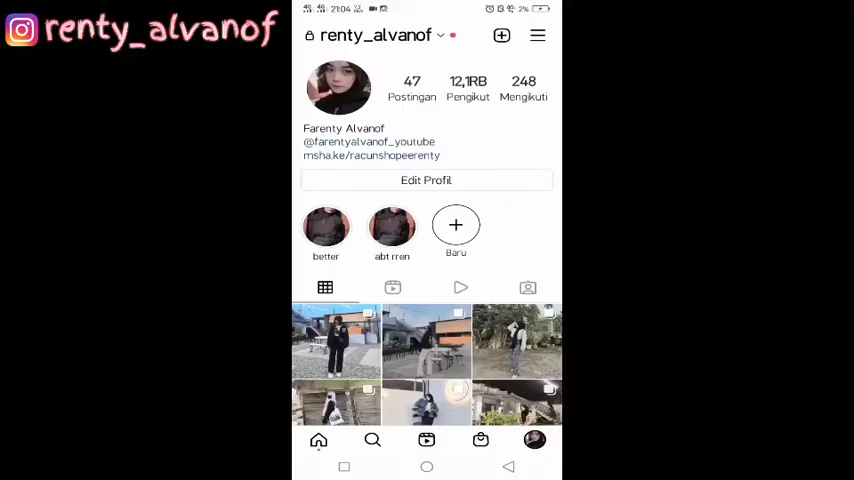 renty_alvanof
21:04
2%
renty_alvanof
47 12,1RB 248
Postingan Pengikut Mengikuti
Farenty Alvanof
@farentyalvanof_youtube
msha.ke/racunshopeerenty
Edit Profil
better abt rren Baru